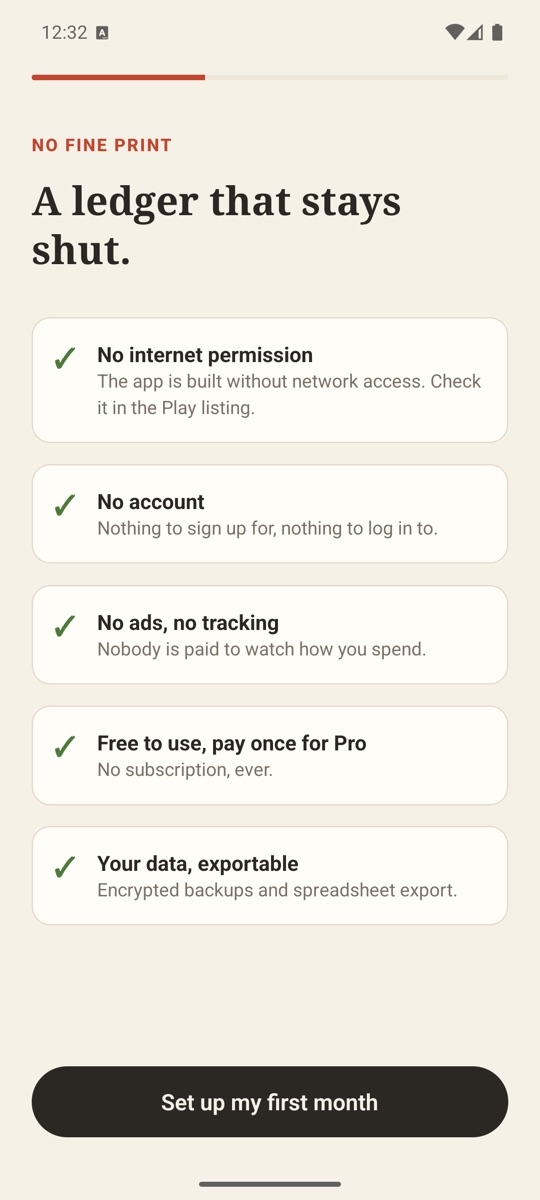 12:32
NO FINE PRINT
A ledger that stays
shut.
✓ No internet permission
The app is built without network access. Check
it in the Play listing.
✓ No account
Nothing to sign up for, nothing to log in to.
✓ No ads, no tracking
Nobody is paid to watch how you spend.
✓ Free to use, pay once for Pro
No subscription, ever.
✓ Your data, exportable
Encrypted backups and spreadsheet export.
Set up my first month